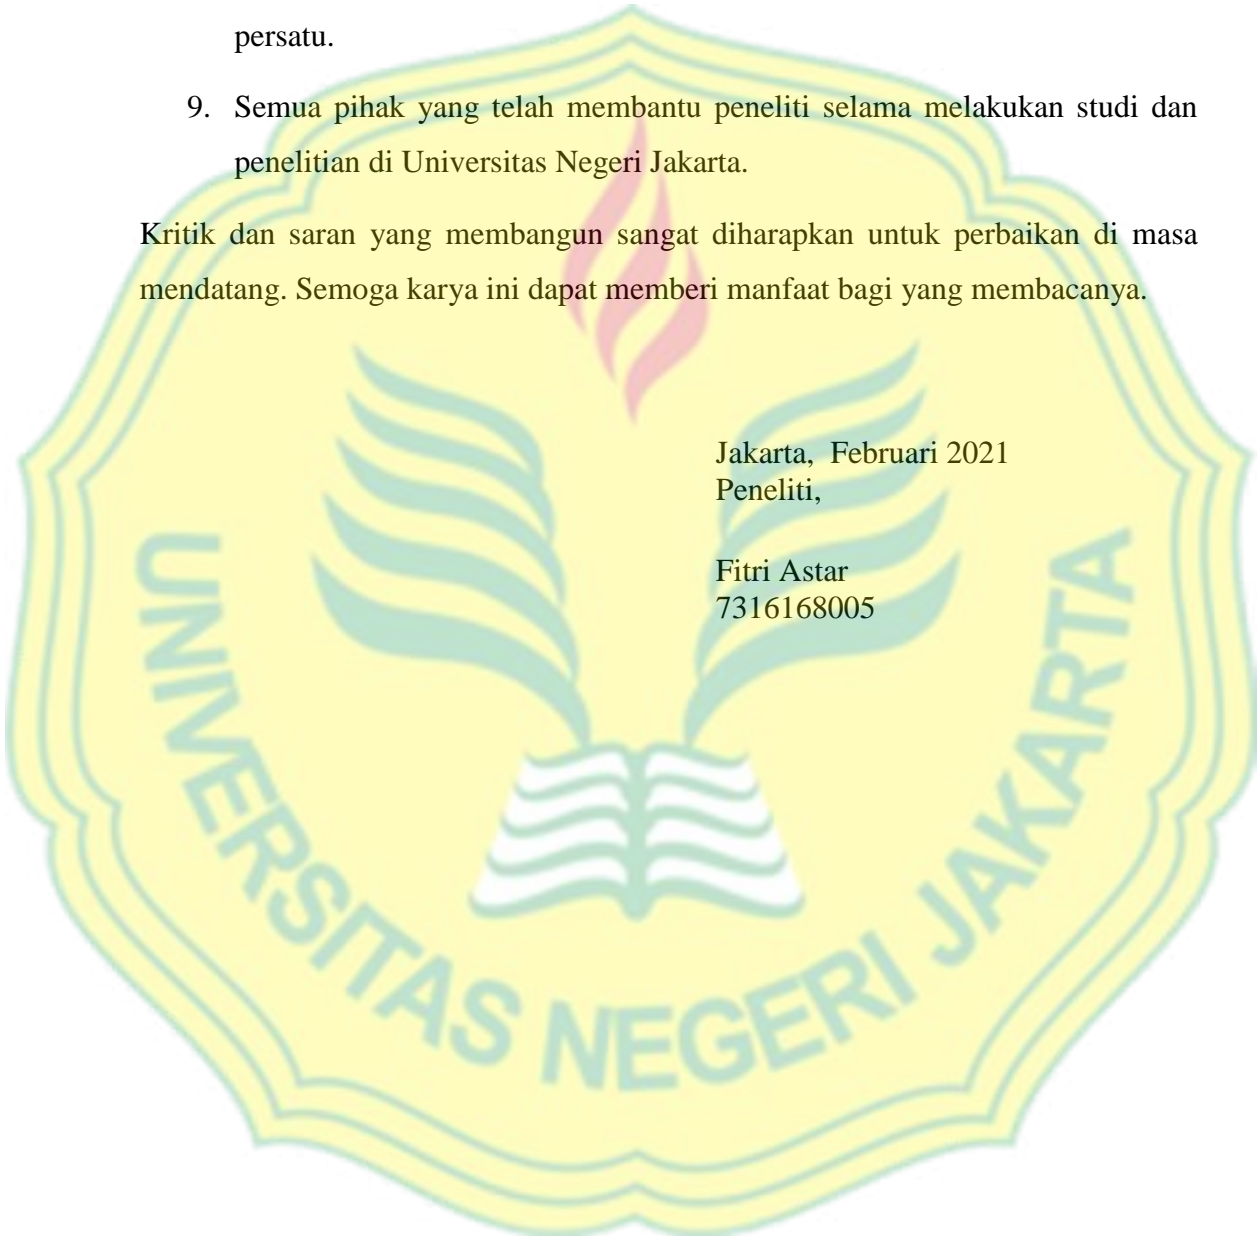 persatu.
9. Semua pihak yang telah membantu peneliti selama melakukan studi dan
penelitian di Universitas Negeri Jakarta.
Kritik dan saran yang membangun sangat diharapkan untuk perbaikan di masa
mendatang. Semoga karya ini dapat memberi manfaat bagi yang membacanya.
Jakarta, Februari 2021
Peneliti,
Fitri Astar
7316168005
UNIVERSITAS NEGERI JAKARTA